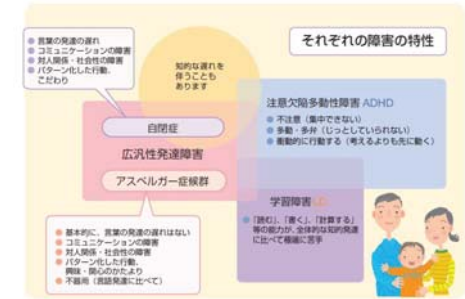 それぞれの障害の特性
● 言葉の発達の遅れ
● コミュニケーションの障害
● 対人関係・社会性の障害
● パターン化した行動、
こだわり
知的な遅れを
伴うことも
あります
自閉症
広汎性発達障害
アスペルガー症候群
● 基本的に、言葉の発達の遅れはない
● コミュニケーションの障害
● 対人関係・社会性の障害
● パターン化した行動、
興味・関心のかたより
● 不器用（言語発達に比べて）
注意欠陥多動性障害 ADHD
● 不注意（集中できない）
● 多動・多弁（じっとしていられない）
● 衝動的に行動する（考えるよりも先に動く）
学習障害 LD
● 「読む」、「書く」、「計算する」
等の能力が、全体的な知的発達
に比べて極端に苦手